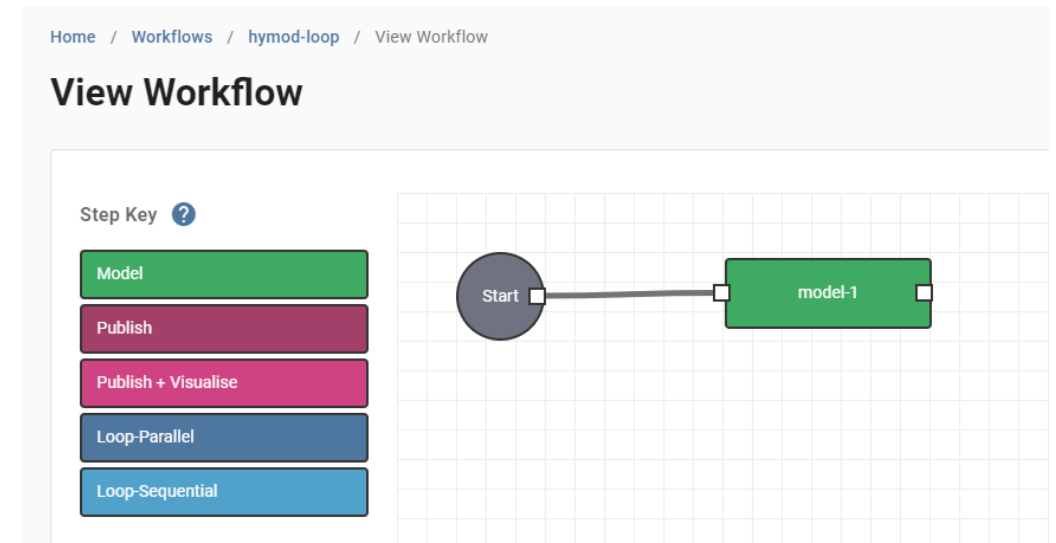 Home / Workflows / hymod-loop / View Workflow
View Workflow
Step Key ?
Model
Publish
Publish + Visualise
Loop-Parallel
Loop-Sequential
Start
model-1